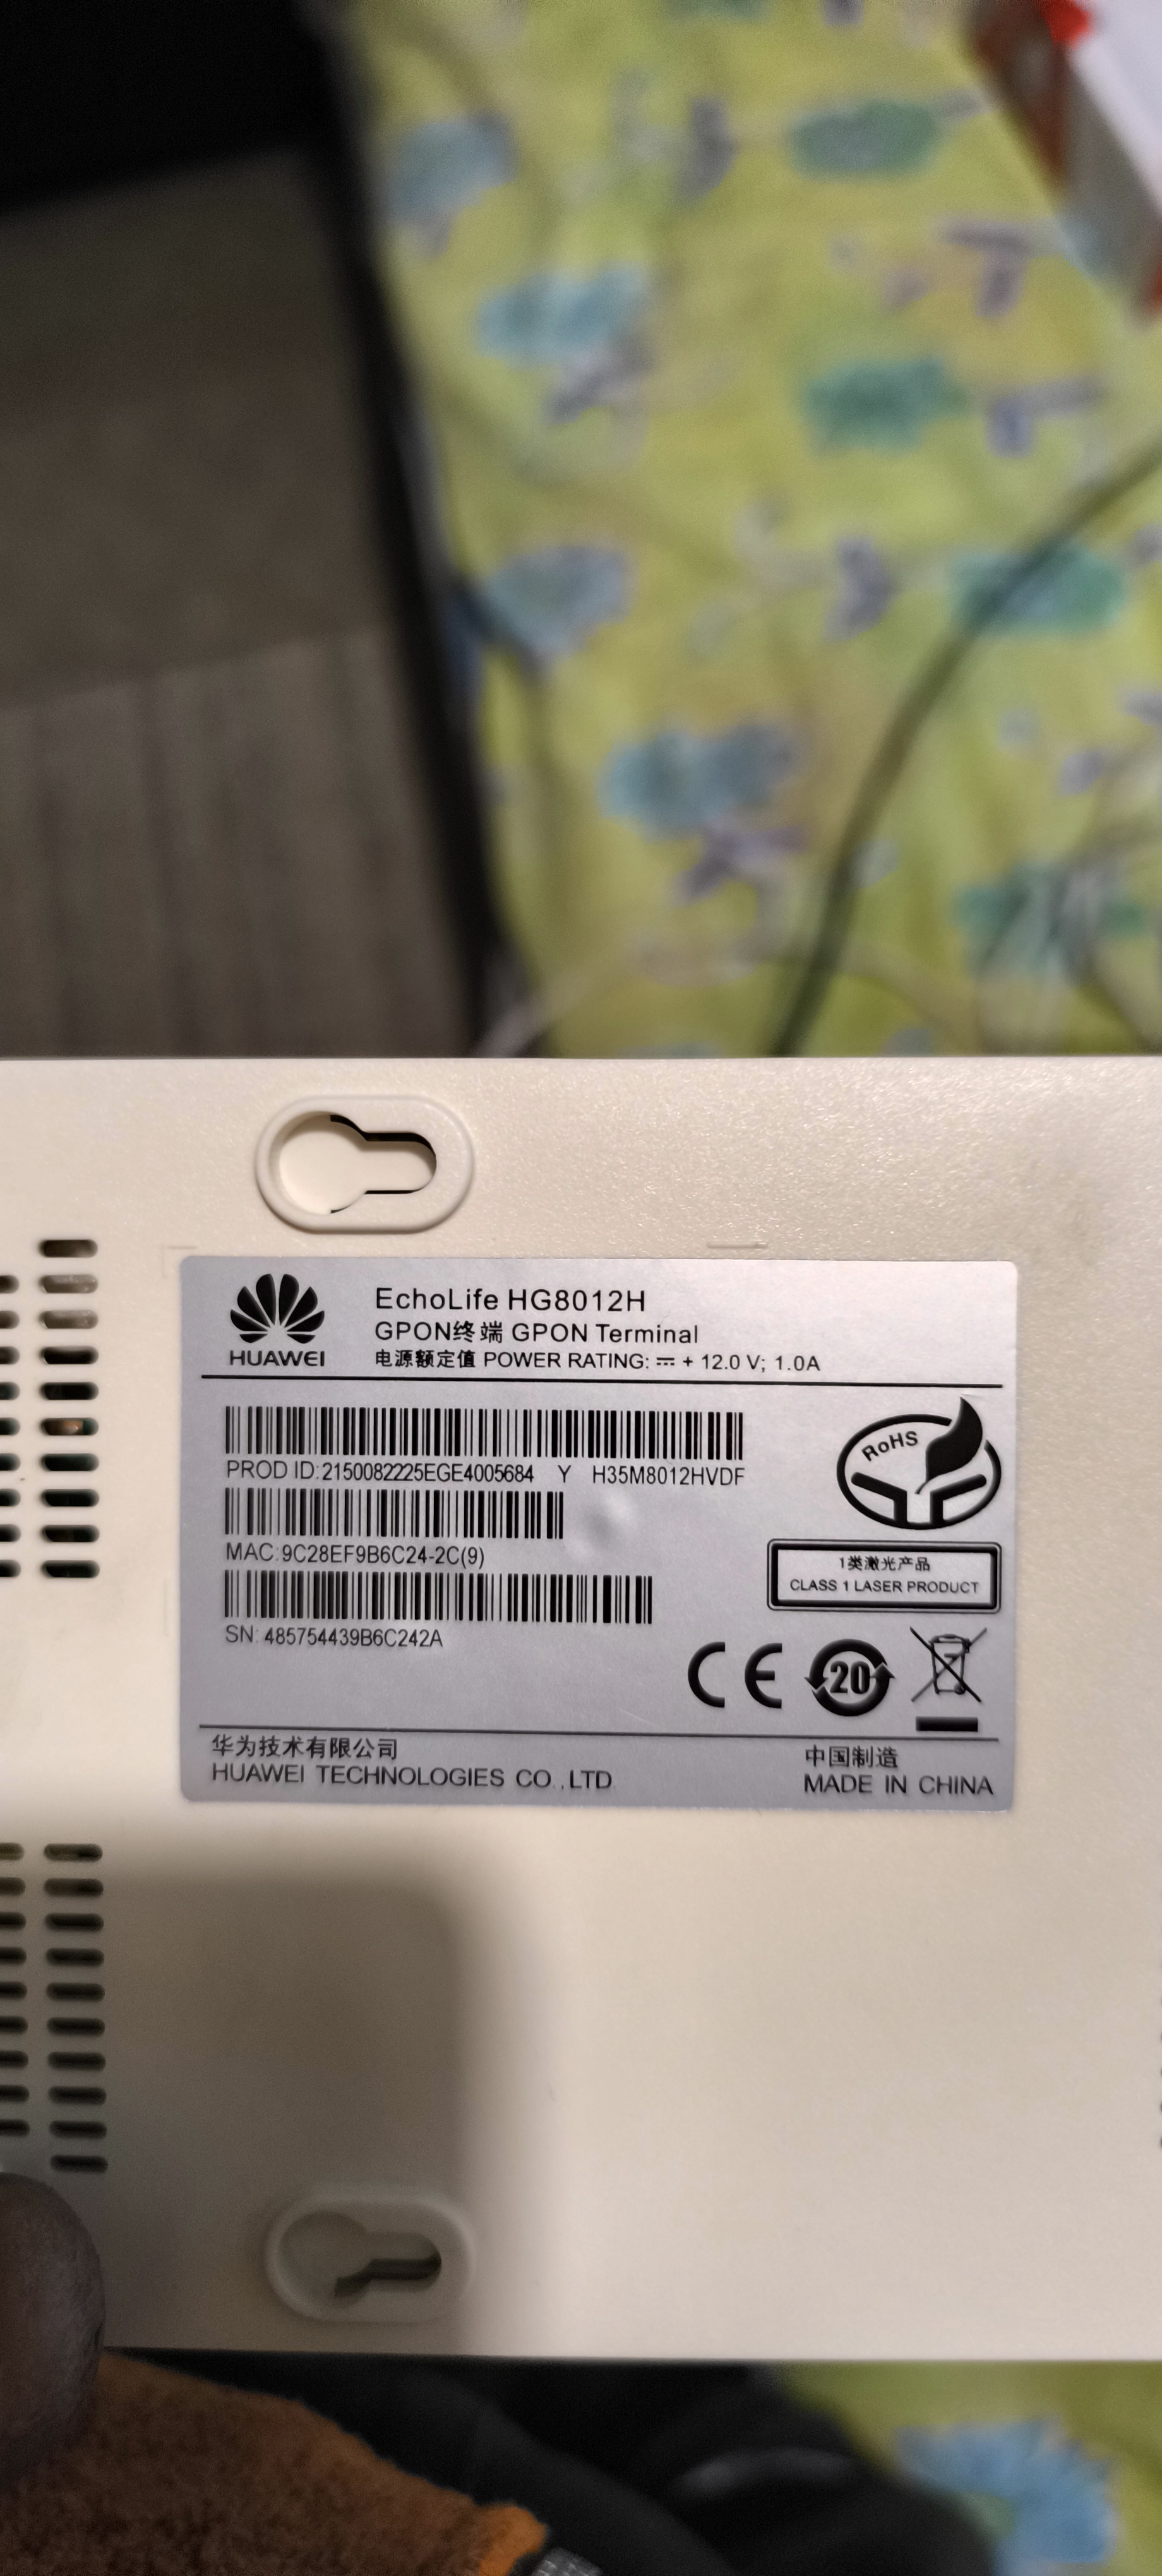 HUAWEI
EchoLife HG8012H
GPON终端 GPON Terminal
电源额定值 POWER RATING: ⎓ + 12.0 V; 1.0A
PROD ID:2150082225EGE4005684 Y H35M8012HVDF
MAC:9C28EF9B6C24-2C(9)
SN: 485754439B6C242A
RoHS
1类激光产品
CLASS 1 LASER PRODUCT
CE
20
华为技术有限公司
HUAWEI TECHNOLOGIES CO.,LTD
中国制造
MADE IN CHINA